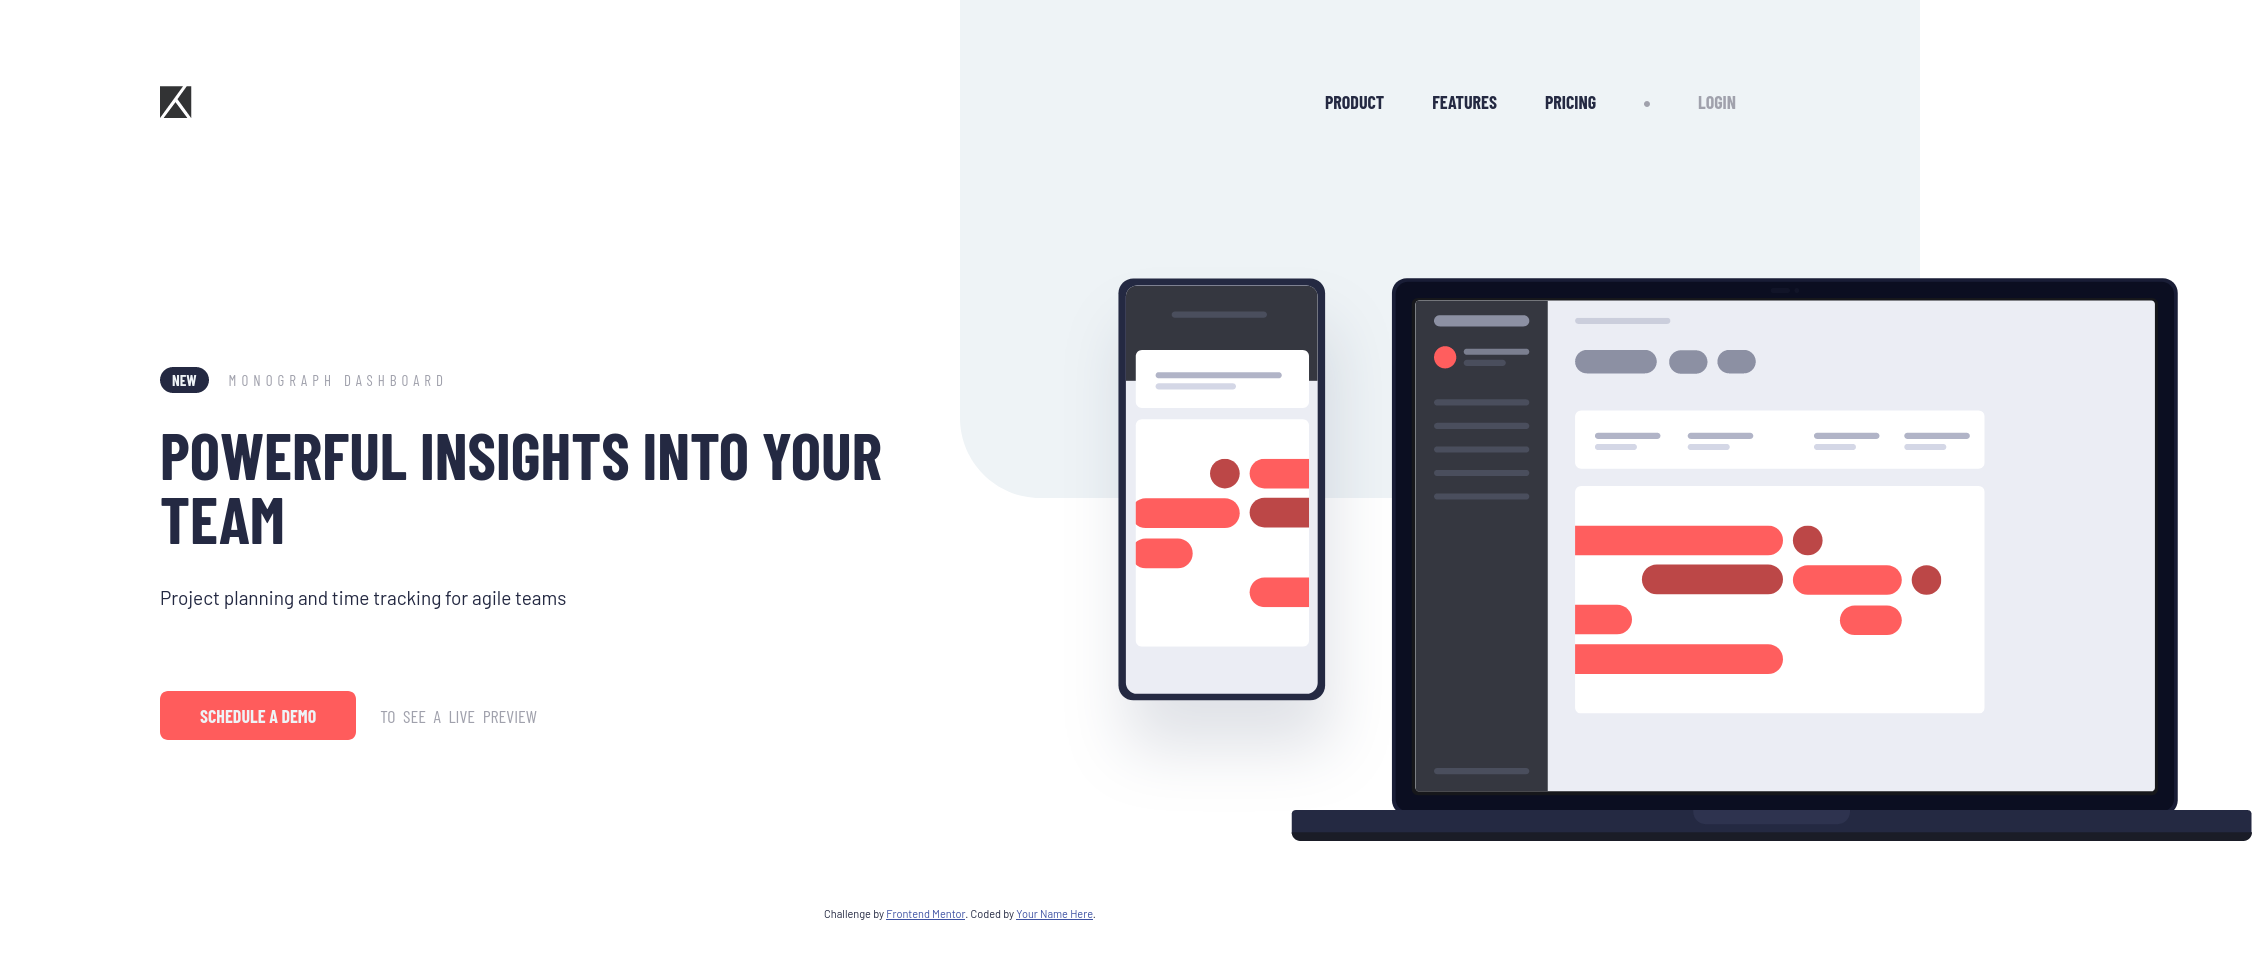 PRODUCT FEATURES PRICING • LOGIN
NEW MONOGRAPH DASHBOARD
POWERFUL INSIGHTS INTO YOUR
TEAM
Project planning and time tracking for agile teams
SCHEDULE A DEMO TO SEE A LIVE PREVIEW
Challenge by Frontend Mentor. Coded by Your Name Here.